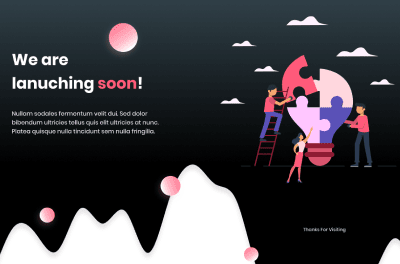 We are
lanuching soon!
Nullam sodales fermentum velit dui, Sed dolor
bibendum ultricies tellus quis elit ultricies at nunc.
Platea quisque nulla tincidunt sem nulla fringilla.
Thanks For Visiting